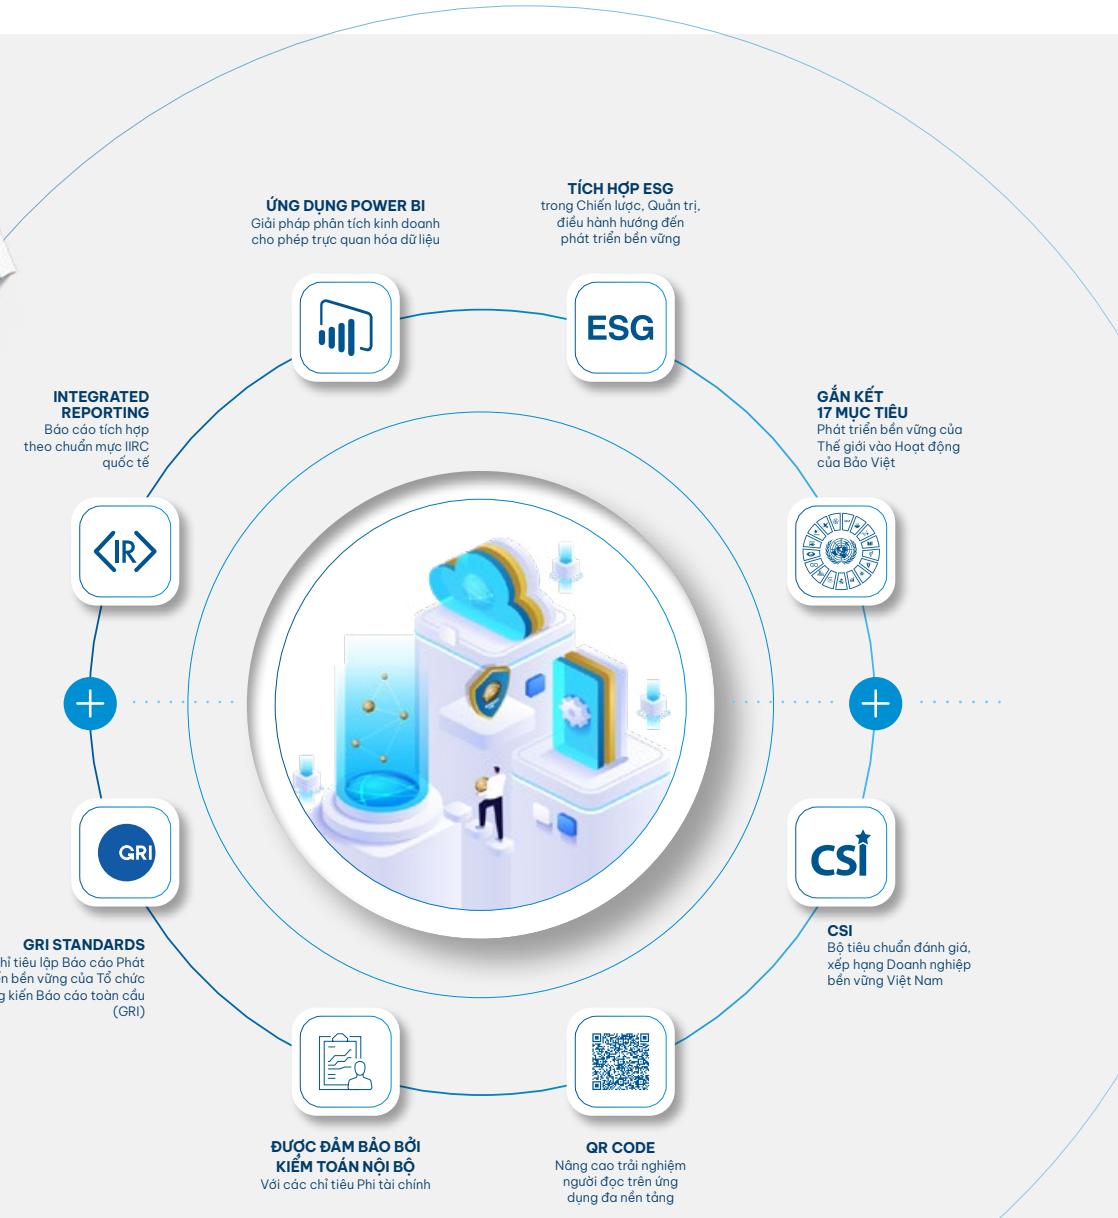 TÍCH HỢP ESG
trong Chiến lược, Quản trị,
điều hành hướng đến
phát triển bền vững
ỨNG DỤNG POWER BI
Giải pháp phân tích kinh doanh
cho phép trực quan hóa dữ liệu
ESG
INTEGRATED
REPORTING
Báo cáo tích hợp
theo chuẩn mực IIRC
quốc tế
GẮN KẾT
17 MỤC TIÊU
Phát triển bền vững của
Thế giới vào Hoạt động
của Bảo Việt
IR
GRI
CSI
GRI STANDARDS
hỉ tiêu lập Báo cáo Phát
n bền vững của Tổ chức
g kiến Báo cáo toàn cầu
(GRI)
CSI
Bộ tiêu chuẩn đánh giá,
xếp hạng Doanh nghiệp
bền vững Việt Nam
ĐƯỢC ĐẢM BẢO BỞI
KIỂM TOÁN NỘI BỘ
Với các chỉ tiêu Phi tài chính
QR CODE
Nâng cao trải nghiệm
người đọc trên ứng
dụng đa nền tảng